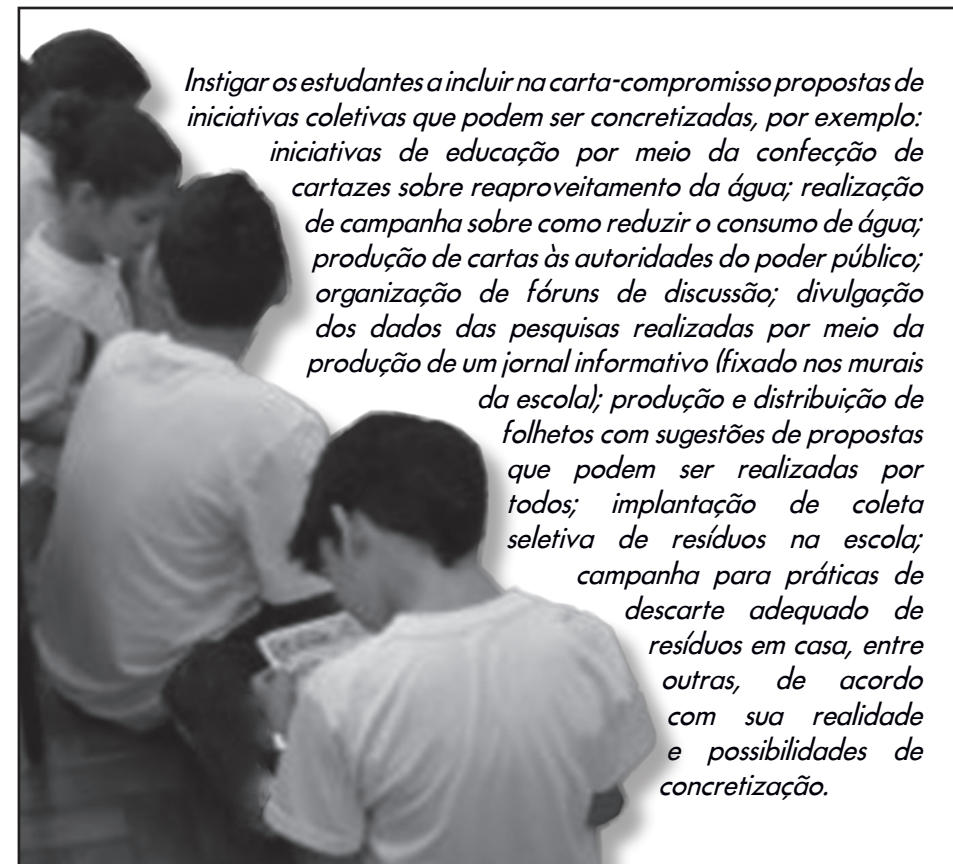 Instigar os estudantes a incluir na carta-compromisso propostas de
iniciativas coletivas que podem ser concretizadas, por exemplo:
iniciativas de educação por meio da confecção de
cartazes sobre reaproveitamento da água; realização
de campanha sobre como reduzir o consumo de água;
produção de cartas às autoridades do poder público;
organização de fóruns de discussão; divulgação
dos dados das pesquisas realizadas por meio da
produção de um jornal informativo (fixado nos murais
da escola); produção e distribuição de
folhetos com sugestões de propostas
que podem ser realizadas por
todos; implantação de coleta
seletiva de resíduos na escola;
campanha para práticas de
descarte adequado de
resíduos em casa, entre
outras, de acordo
com sua realidade
e possibilidades de
concretização.